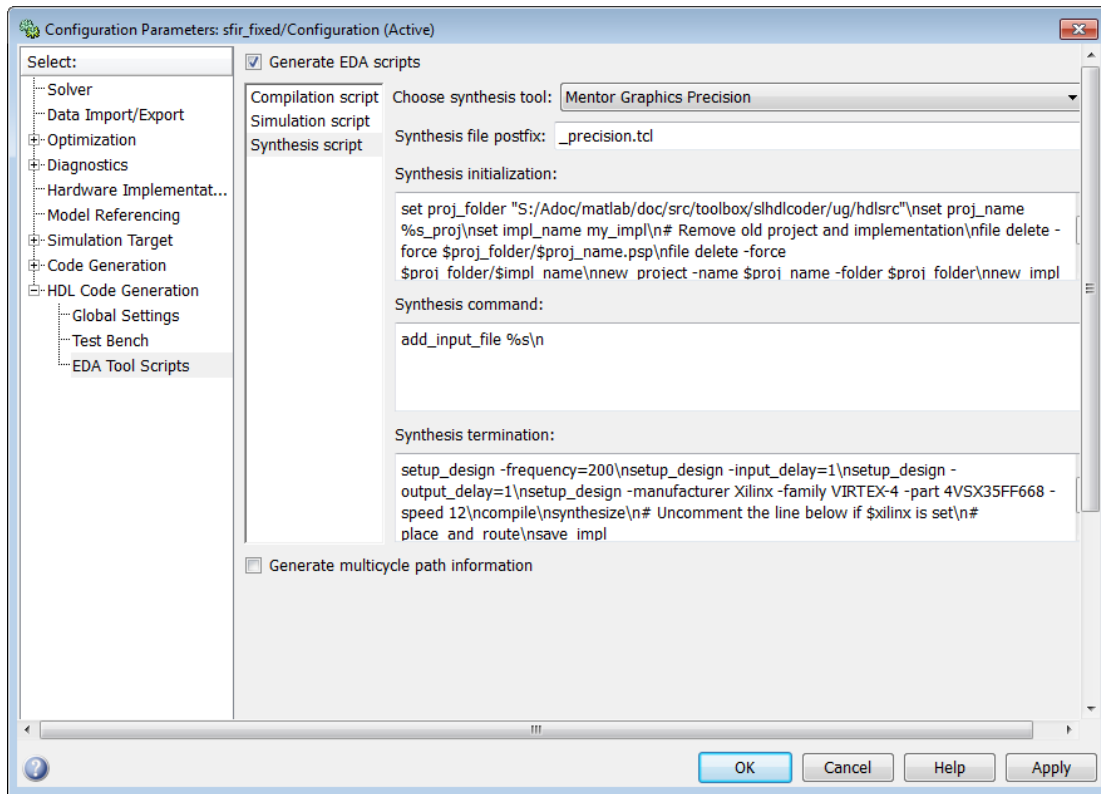 Configuration Parameters: sfir_fixed/Configuration (Active)
Select:
Solver
Data Import/Export
Optimization
Diagnostics
Hardware Implementat...
Model Referencing
Simulation Target
Code Generation
HDL Code Generation
Global Settings
Test Bench
EDA Tool Scripts
Generate EDA scripts
Compilation script
Simulation script
Synthesis script
Choose synthesis tool: Mentor Graphics Precision
Synthesis file postfix: _precision.tcl
Synthesis initialization:
set proj_folder "S:/Adoc/matlab/doc/src/toolbox/slhdlcoder/ug/hdlsrc"\nset proj_name
%s_proj\nset impl_name my_impl\n# Remove old project and implementation\nfile delete -
force $proj_folder/$proj_name.psp\nfile delete -force
$proj_folder/$impl_name\nnew_project -name $proj_name -folder $proj_folder\nnew_impl
Synthesis command:
add_input_file %s\n
Synthesis termination:
setup_design -frequency=200\nsetup_design -input_delay=1\nsetup_design -
output_delay=1\nsetup_design -manufacturer Xilinx -family VIRTEX-4 -part 4VSX35FF668 -
speed 12\ncompile\nsynthesize\n# Uncomment the line below if $xilinx is set\n#
place_and_route\nsave_impl
Generate multicycle path information
OK
Cancel
Help
Apply